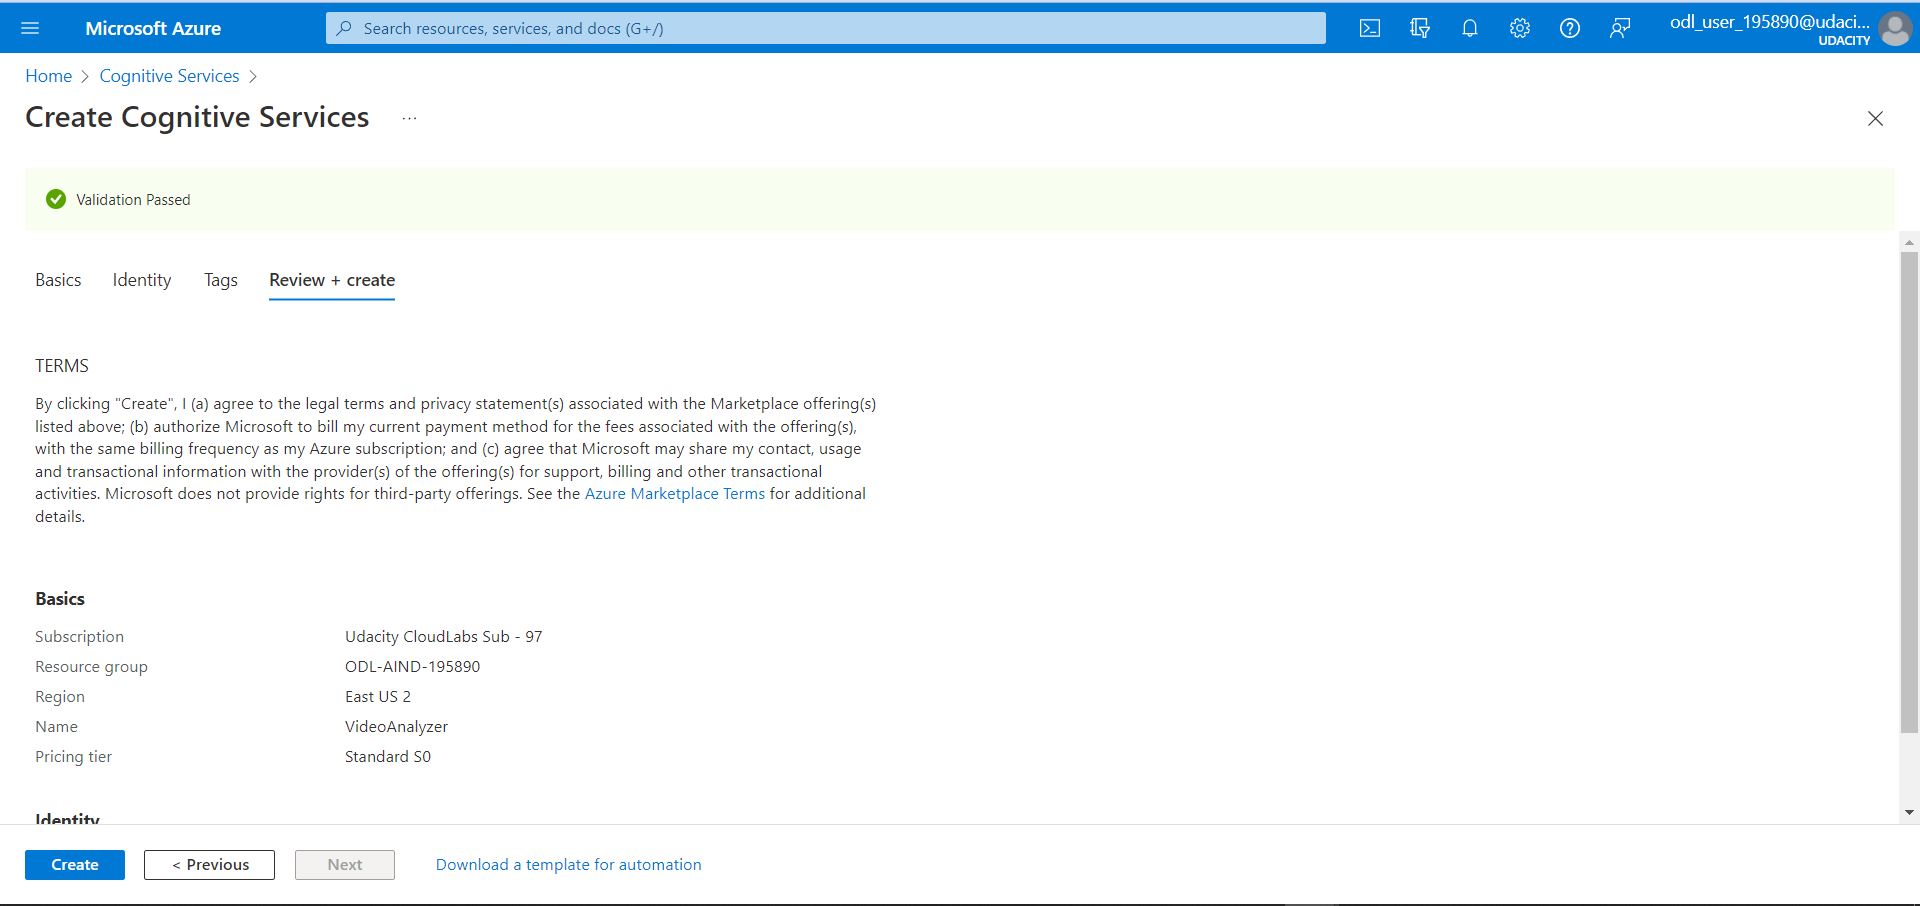 Microsoft Azure
Search resources, services, and docs (G+/)
odl_user_195890@udaci...
UDACITY
Home > Cognitive Services >
Create Cognitive Services ...
Validation Passed
Basics Identity Tags Review + create
TERMS
By clicking "Create", I (a) agree to the legal terms and privacy statement(s) associated with the Marketplace offering(s)
listed above; (b) authorize Microsoft to bill my current payment method for the fees associated with the offering(s),
with the same billing frequency as my Azure subscription; and (c) agree that Microsoft may share my contact, usage
and transactional information with the provider(s) of the offering(s) for support, billing and other transactional
activities. Microsoft does not provide rights for third-party offerings. See the Azure Marketplace Terms for additional
details.
Basics
Subscription Udacity CloudLabs Sub - 97
Resource group ODL-AIND-195890
Region East US 2
Name VideoAnalyzer
Pricing tier Standard S0
Identity
Create < Previous Next Download a template for automation